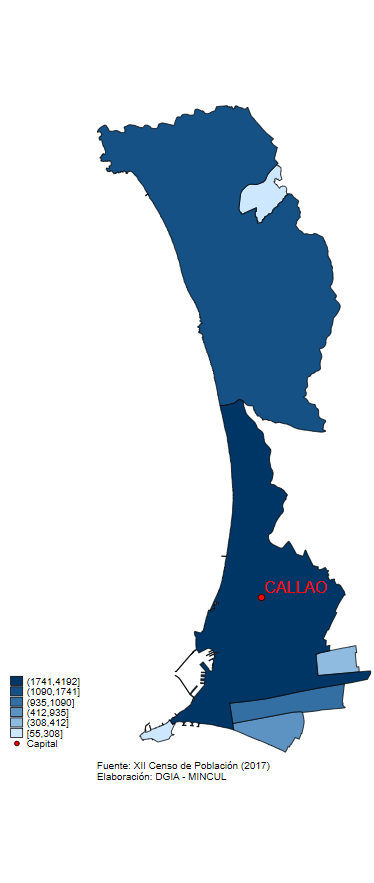 CALLAO
(1741,4192]
(1090,1741]
(935,1090]
(412,935]
(308,412]
[55,308]
Capital
Fuente: XII Censo de Población (2017)
Elaboración: DGIA - MINCUL